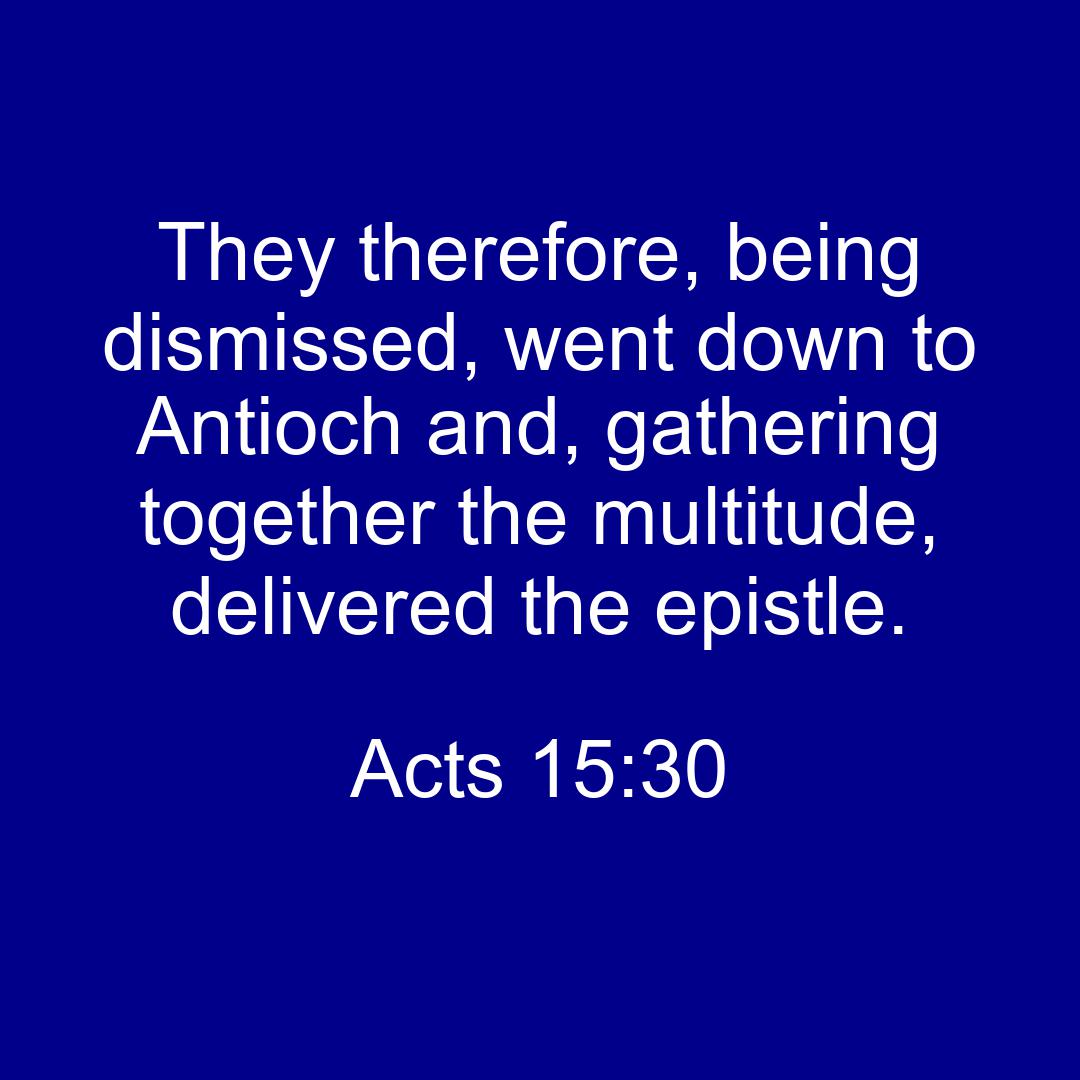 They therefore, being
dismissed, went down to
Antioch and, gathering
together the multitude,
delivered the epistle.
Acts 15:30